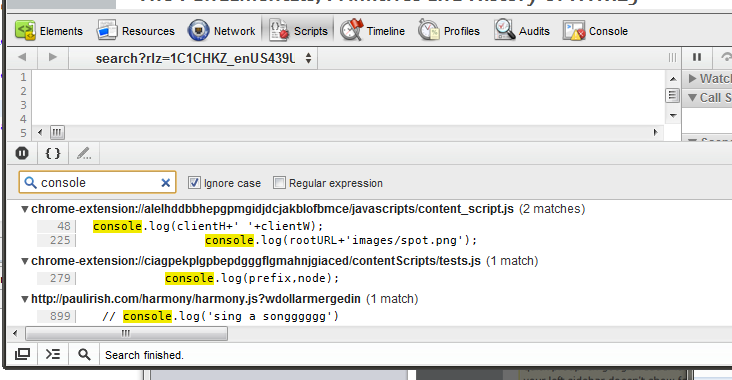 Elements Resources Network Scripts Timeline Profiles Audits Console
search?rlz=1C1CHKZ_enUS439U
Watch
Call S
1
2
3
4
5
{}
console
Ignore case
Regular expression
chrome-extension://alelhddbbhepgpmgidjdcjakblofbmce/javascripts/content_script.js (2 matches)
48 console.log(clientH+' '+clientW);
225 console.log(rootURL+'images/spot.png');
chrome-extension://ciagpekplgpbepdgggflgmahnjgiaced/contentScripts/tests.js (1 match)
279 console.log(prefix,node);
http://paulirish.com/harmony/harmony.js?wdollarmergedin (1 match)
899 // console.log('sing a songggggg')
Search finished.